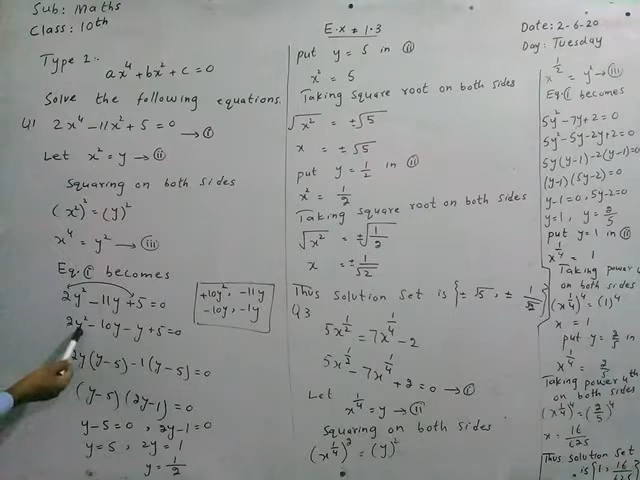 Sub: Maths
Class: 10th
Ex # 1.3
Date: 2-6-20
Day: Tuesday
Type 2:-
ax⁴ + bx² + c = 0
Solve the following equations.
Q1 2x⁴ - 11x² + 5 = 0 → ⓘ
Let x² = y → ⓘⓘ
Squaring on both sides
(x²)² = (y)²
x⁴ = y² → ⓘⓘⓘ
Eq. ⓘ becomes
2y² - 11y + 5 = 0
+10y², -11y
-10y, -1y
2y² - 10y - y + 5 = 0
2y(y-5) - 1(y-5) = 0
(y-5)(2y-1) = 0
y-5 = 0, 2y-1 = 0
y = 5, 2y = 1
y = 1/2
put y = 5 in ⓘⓘ
x² = 5
Taking square root on both sides
√x² = ±√5
x = ±√5
put y = 1/2 in ⓘⓘ
x² = 1/2
Taking square root on both sides
√x² = ±√(1/2)
x = ± 1/√2
Thus solution set is {±√5, ± 1/√2}
Q3
5x^(1/2) = 7x^(1/4) - 2
5x^(1/2) - 7x^(1/4) + 2 = 0 → ⓘ
Let x^(1/4) = y → ⓘⓘ
Squaring on both sides
(x^(1/4))² = (y)²
x^(1/2) = y² → ⓘⓘⓘ
Eq. ⓘ becomes
5y² - 7y + 2 = 0
5y² - 5y - 2y + 2 = 0
5y(y-1) - 2(y-1) = 0
(y-1)(5y-2) = 0
y-1 = 0, 5y-2 = 0
y = 1, y = 2/5
put y = 1 in ⓘⓘ
x^(1/4) = 1
Taking power 4
on both sides
(x^(1/4))⁴ = (1)⁴
x = 1
put y = 2/5 in
x^(1/4) = 2/5
Taking power 4th
on both sides
(x^(1/4))⁴ = (2/5)⁴
x = 16/625
Thus solution set
is {1, 16/625}